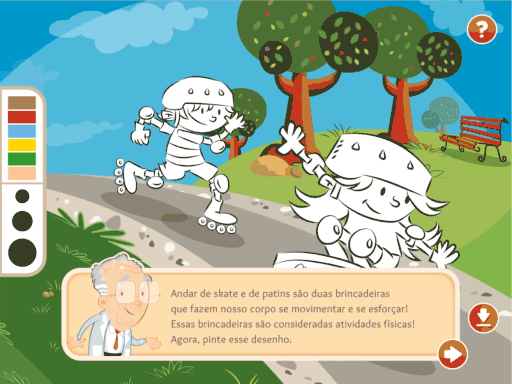 ?
Andar de skate e de patins são duas brincadeiras
que fazem nosso corpo se movimentar e se esforçar!
Essas brincadeiras são consideradas atividades físicas!
Agora, pinte esse desenho.